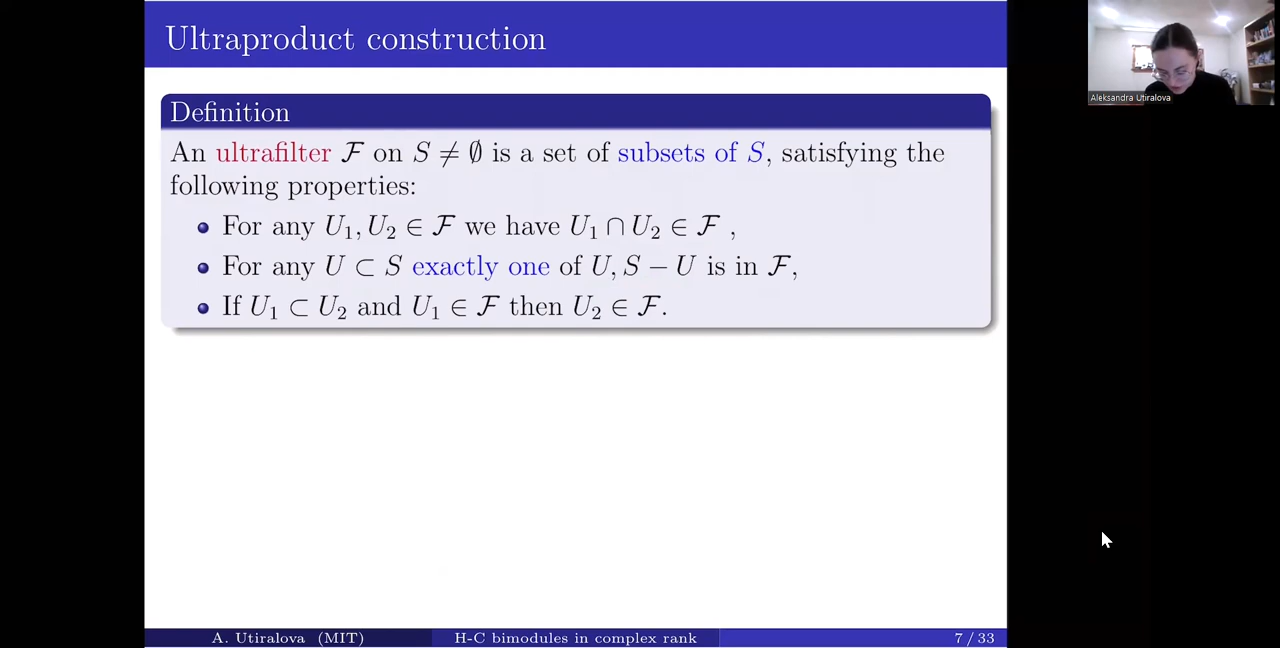 Ultraproduct construction
Aleksandra Utiralova
Definition
An ultrafilter ℱ on S ≠ ∅ is a set of subsets of S, satisfying the
following properties:
For any U₁, U₂ ∈ ℱ we have U₁ ∩ U₂ ∈ ℱ ,
For any U ⊂ S exactly one of U, S − U is in ℱ,
If U₁ ⊂ U₂ and U₁ ∈ ℱ then U₂ ∈ ℱ.
A. Utiralova (MIT) H-C bimodules in complex rank 7 / 33